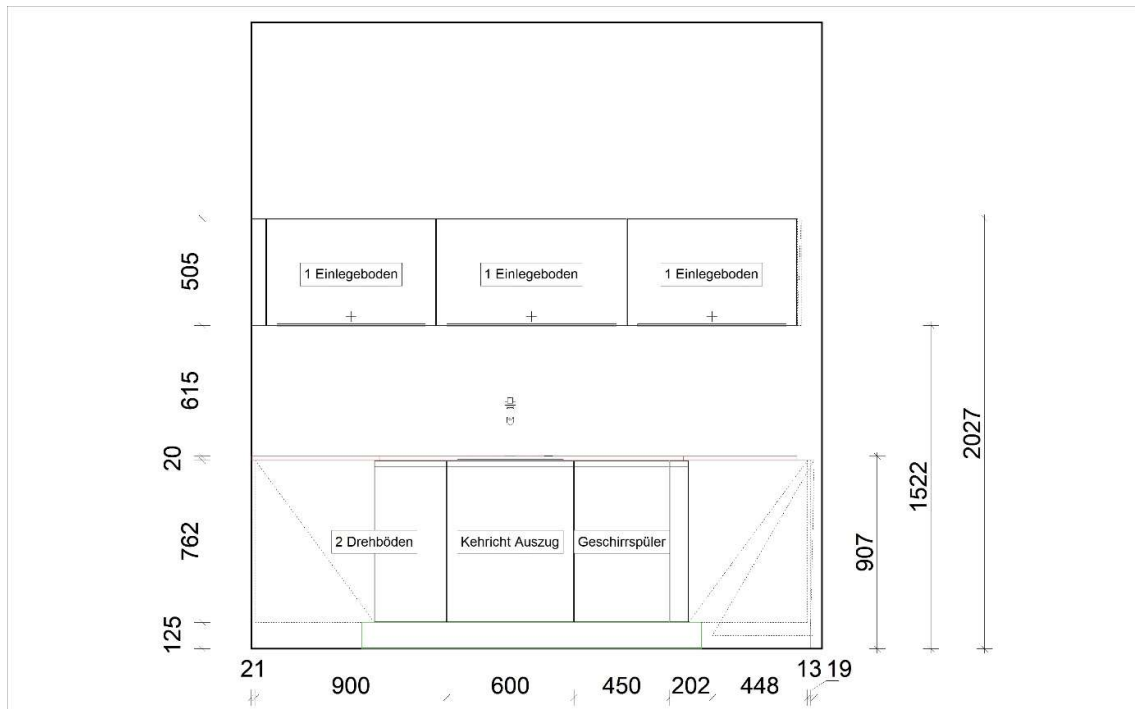 1 Einlegeboden
1 Einlegeboden
1 Einlegeboden
505
615
20
762
125
2027
1522
907
2 Drehböden
Kehricht Auszug
Geschirrspüler
21
900
600
450
202
448
13
19